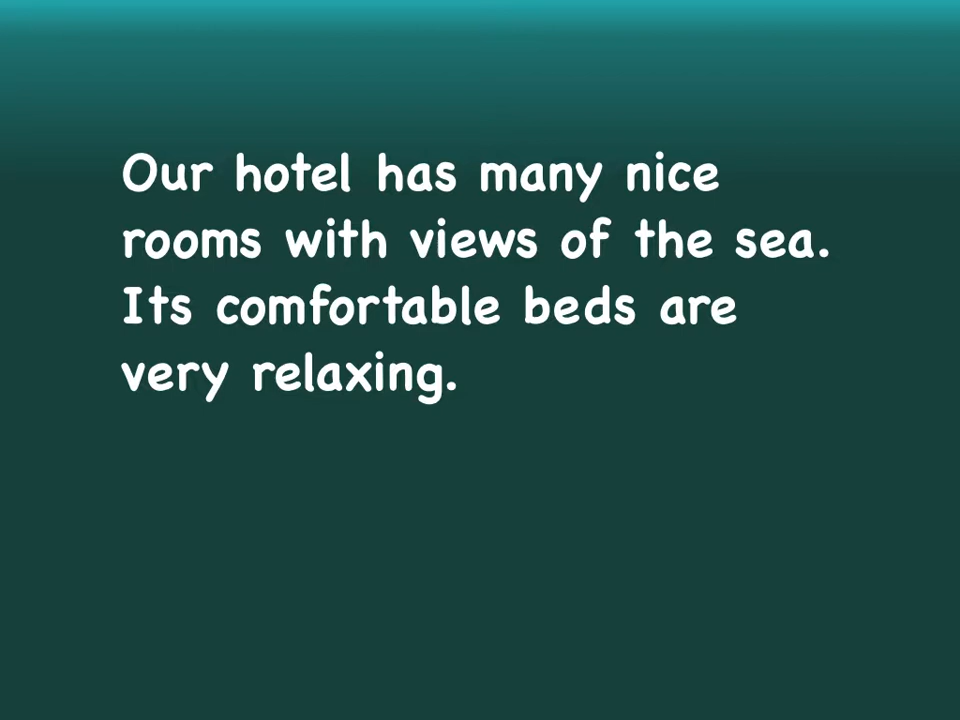 Our hotel has many nice
rooms with views of the sea.
Its comfortable beds are
very relaxing.